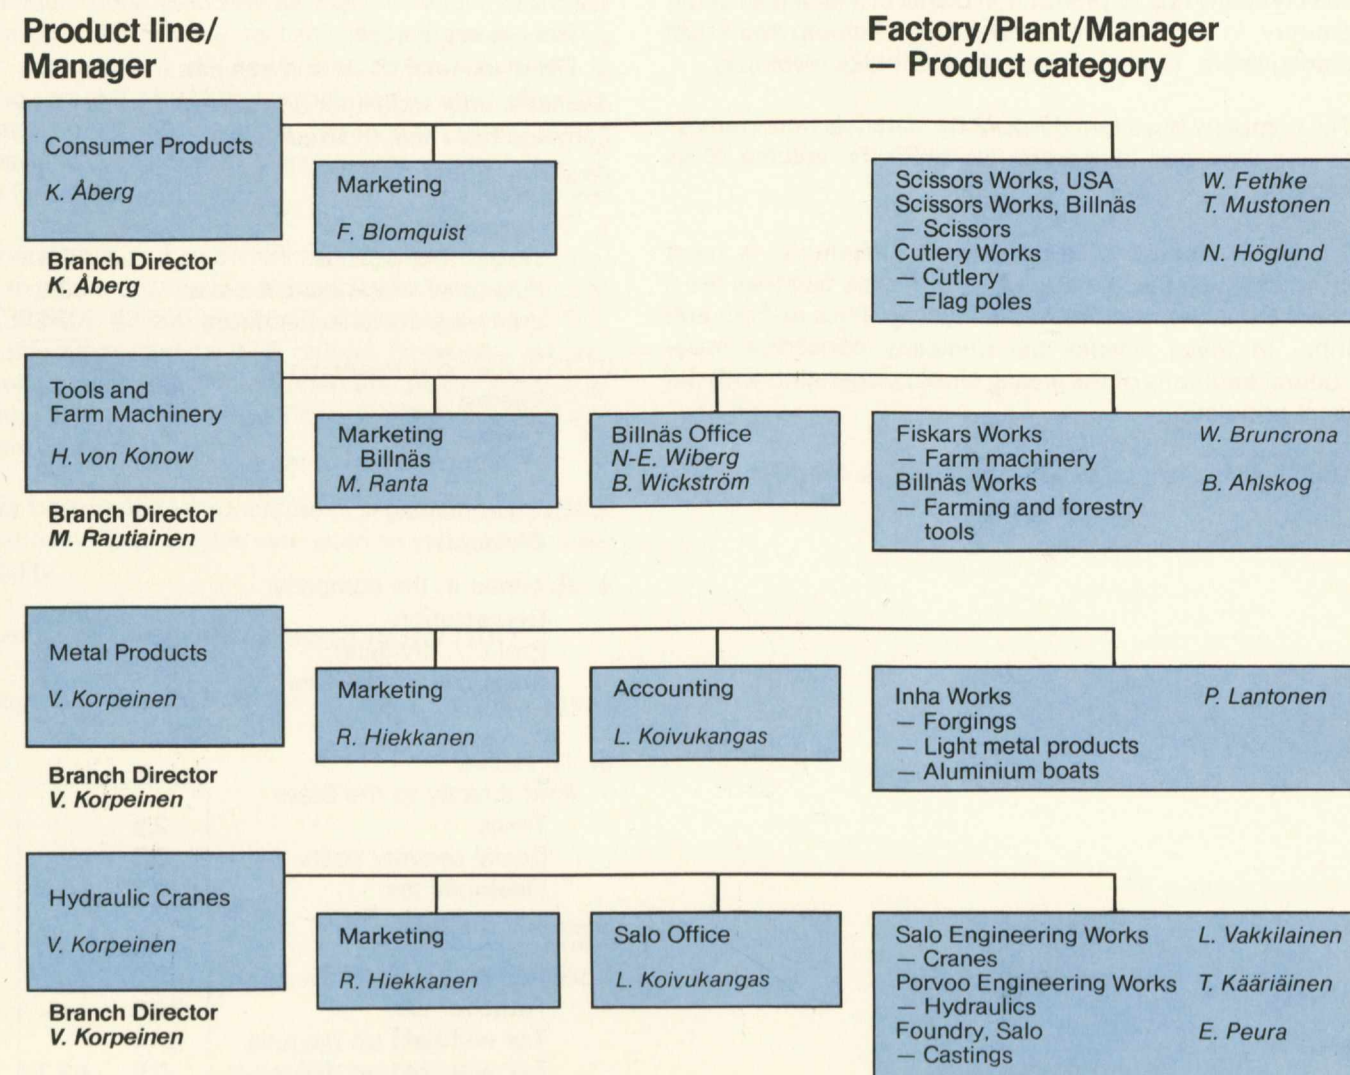 Product line/
Manager
Factory/Plant/Manager
— Product category
Consumer Products
K. Åberg
Branch Director
K. Åberg
Marketing
F. Blomquist
Scissors Works, USA W. Fethke
Scissors Works, Billnäs T. Mustonen
— Scissors
Cutlery Works N. Höglund
— Cutlery
— Flag poles
Tools and
Farm Machinery
H. von Konow
Branch Director
M. Rautiainen
Marketing
Billnäs
M. Ranta
Billnäs Office
N-E. Wiberg
B. Wickström
Fiskars Works W. Bruncrona
— Farm machinery
Billnäs Works B. Ahlskog
— Farming and forestry
tools
Metal Products
V. Korpeinen
Branch Director
V. Korpeinen
Marketing
R. Hiekkanen
Accounting
L. Koivukangas
Inha Works P. Lantonen
— Forgings
— Light metal products
— Aluminium boats
Hydraulic Cranes
V. Korpeinen
Branch Director
V. Korpeinen
Marketing
R. Hiekkanen
Salo Office
L. Koivukangas
Salo Engineering Works L. Vakkilainen
— Cranes
Porvoo Engineering Works T. Kääriäinen
— Hydraulics
Foundry, Salo E. Peura
— Castings